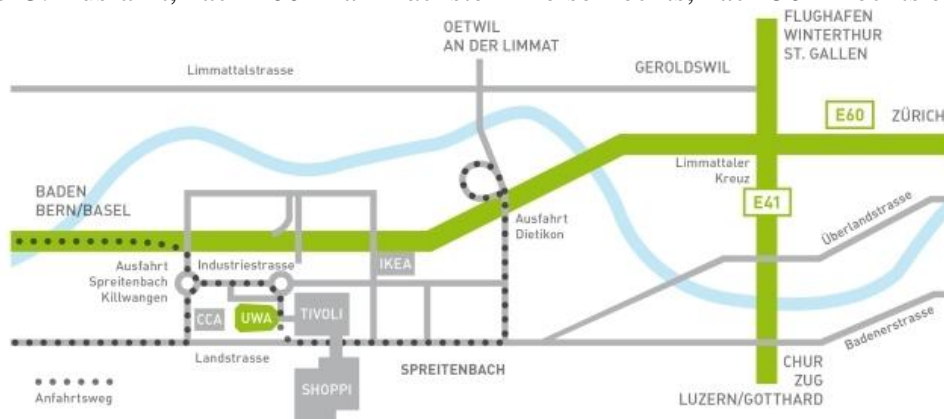 FLUGHAFEN
WINTERTHUR
ST. GALLEN
OETWIL
AN DER LIMMAT
Limmattalstrasse
GEROLDSWIL
E60
ZÜRICH
Limmattaler
Kreuz
BADEN
BERN/BASEL
E41
Ausfahrt
Dietikon
Überlandstrasse
Ausfahrt
Spreitenbach
Killwangen
Industriestrasse
IKEA
CCA
UWA
TIVOLI
Badenerstrasse
Landstrasse
SPREITENBACH
SHOPPI
CHUR
ZUG
LUZERN/GOTTHARD
Anfahrtsweg